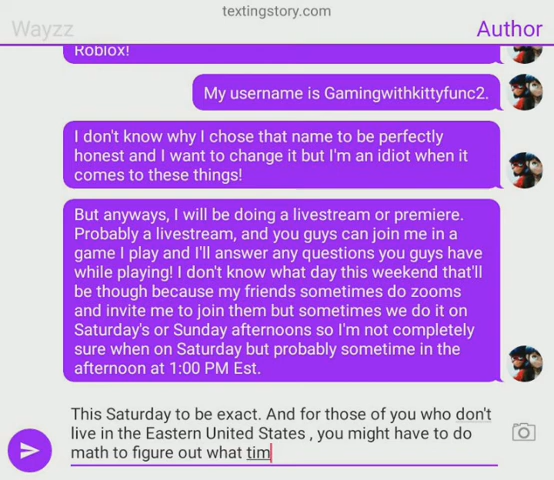 textingstory.com
Wayzz
Author
Roblox!
My username is Gamingwithkittyfunc2.
I don't know why I chose that name to be perfectly
honest and I want to change it but I'm an idiot when it
comes to these things!
But anyways, I will be doing a livestream or premiere.
Probably a livestream, and you guys can join me in a
game I play and I'll answer any questions you guys have
while playing! I don't know what day this weekend that'll
be though because my friends sometimes do zooms
and invite me to join them but sometimes we do it on
Saturday's or Sunday afternoons so I'm not completely
sure when on Saturday but probably sometime in the
afternoon at 1:00 PM Est.
This Saturday to be exact. And for those of you who don't
live in the Eastern United States , you might have to do
math to figure out what tim